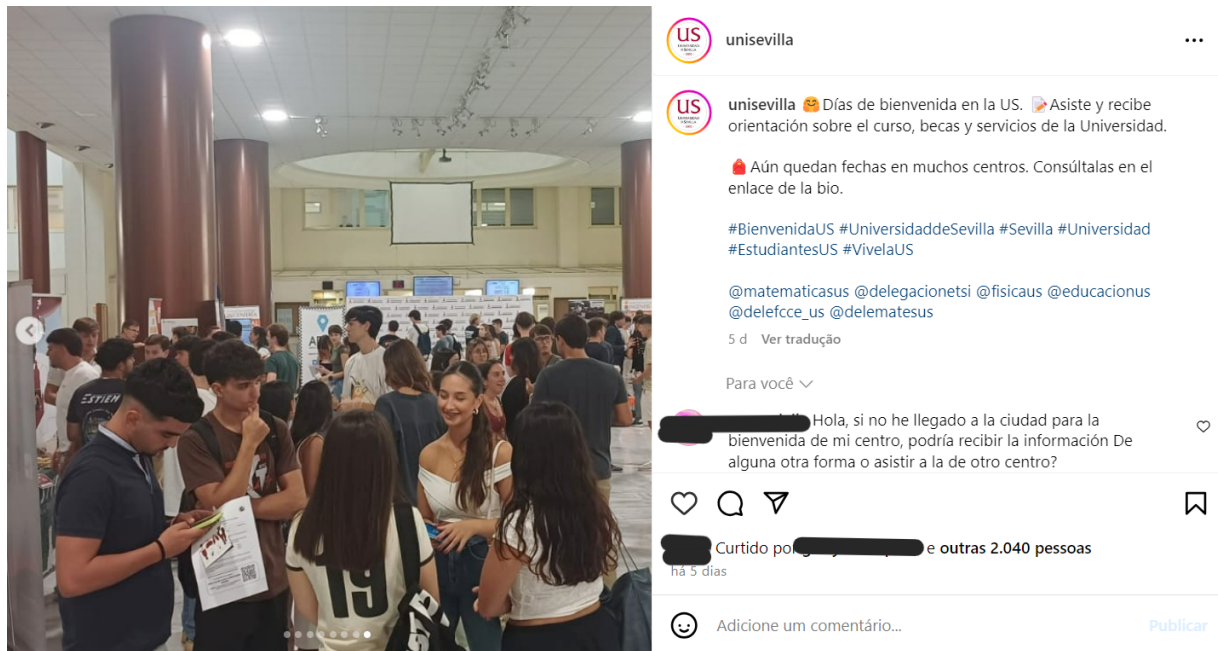 unisevilla
US
UNIVERSIDAD
DE SEVILLA
unisevilla 🤗Días de bienvenida en la US. 📝Asiste y recibe
orientación sobre el curso, becas y servicios de la Universidad.
🎒Aún quedan fechas en muchos centros. Consúltalas en el
enlace de la bio.
#BienvenidaUS #UniversidaddeSevilla #Sevilla #Universidad
#EstudiantesUS #VivelaUS
@matematicasus @delegacionetsi @fisicaus @educacionus
@delefcce_us @delematesus
5 d Ver tradução
Para você
Hola, si no he llegado a la ciudad para la
bienvenida de mi centro, podría recibir la información De
alguna otra forma o asistir a la de otro centro?
Curtido por e outras 2.040 pessoas
há 5 dias
Adicione um comentário...
Publicar
ESTIEM
19